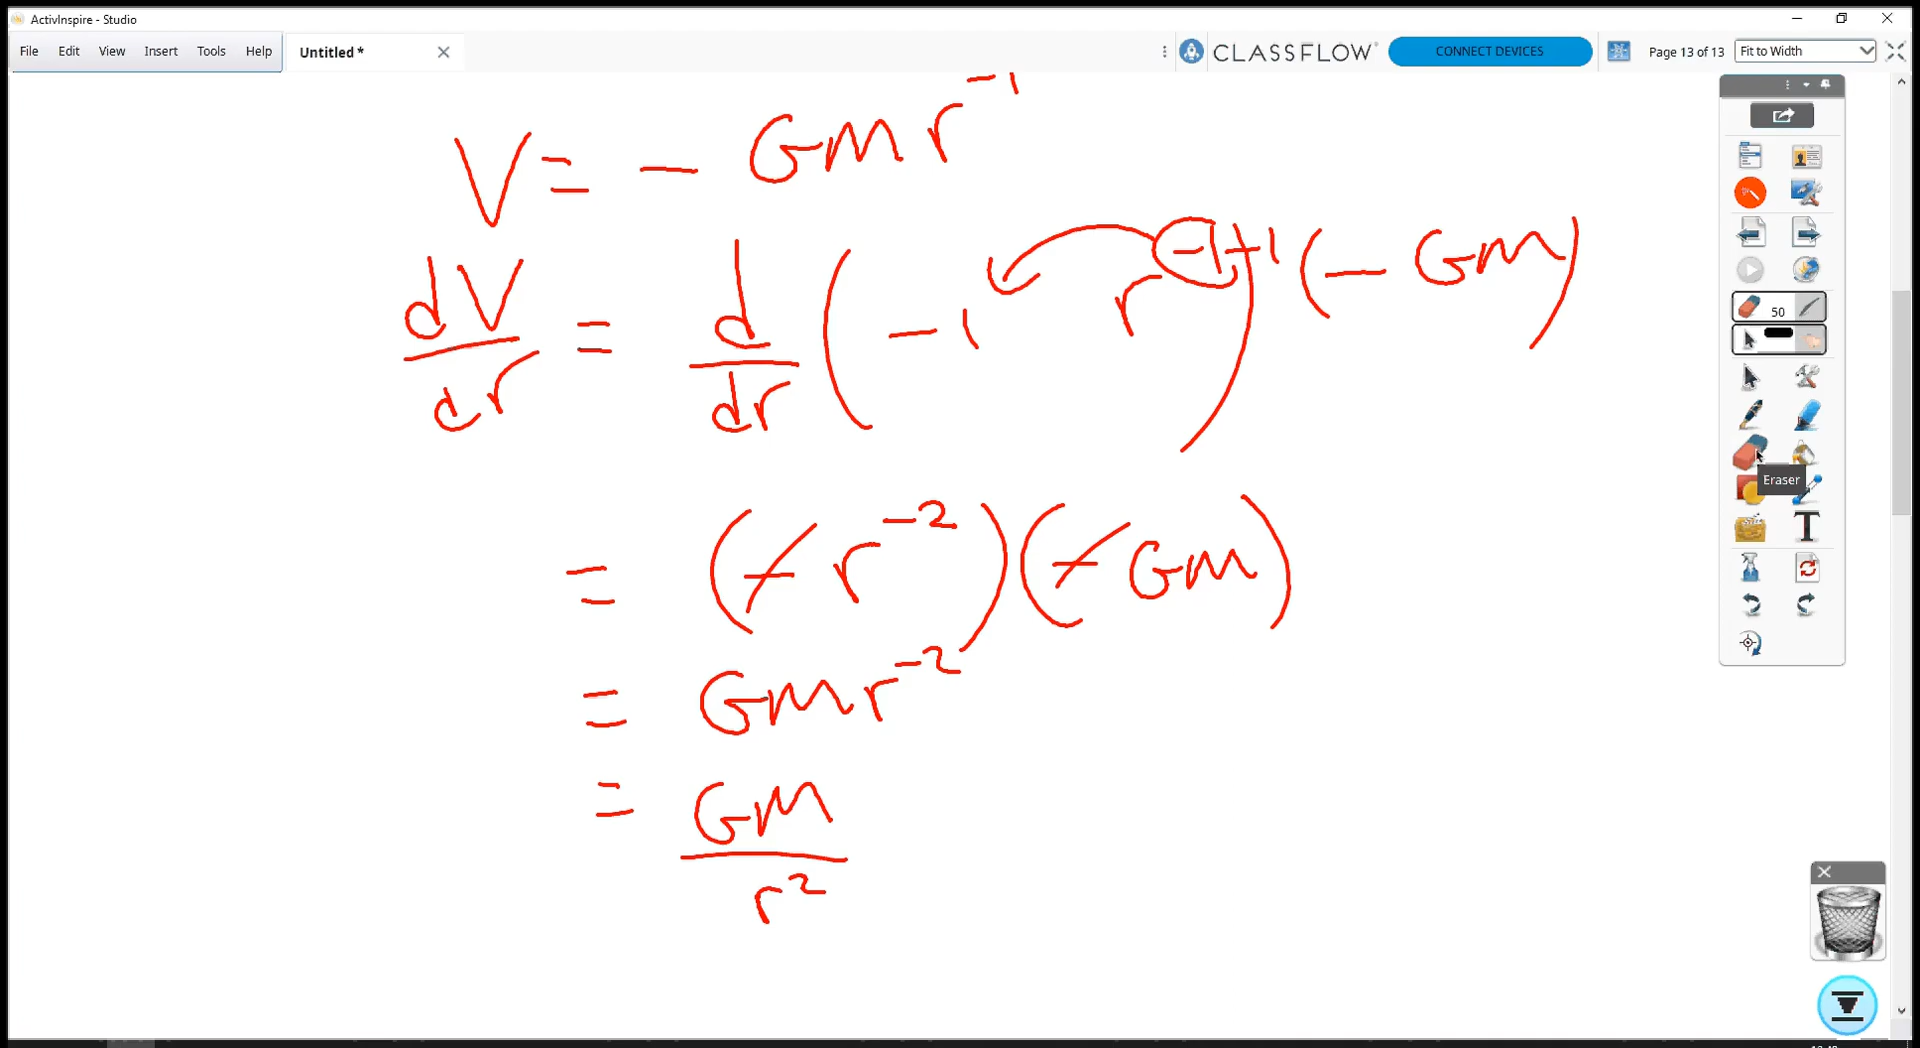 ActivInspire - Studio
File Edit View Insert Tools Help Untitled * CLASSFLOW CONNECT DEVICES Page 13 of 13 Fit to Width
V = - GMr⁻¹
dV/dr = d/dr ( -1 r⁻¹⁺¹ ) (- GM)
50
Eraser
= (- r⁻²)(- GM)
= GMr⁻²
= GM/r²